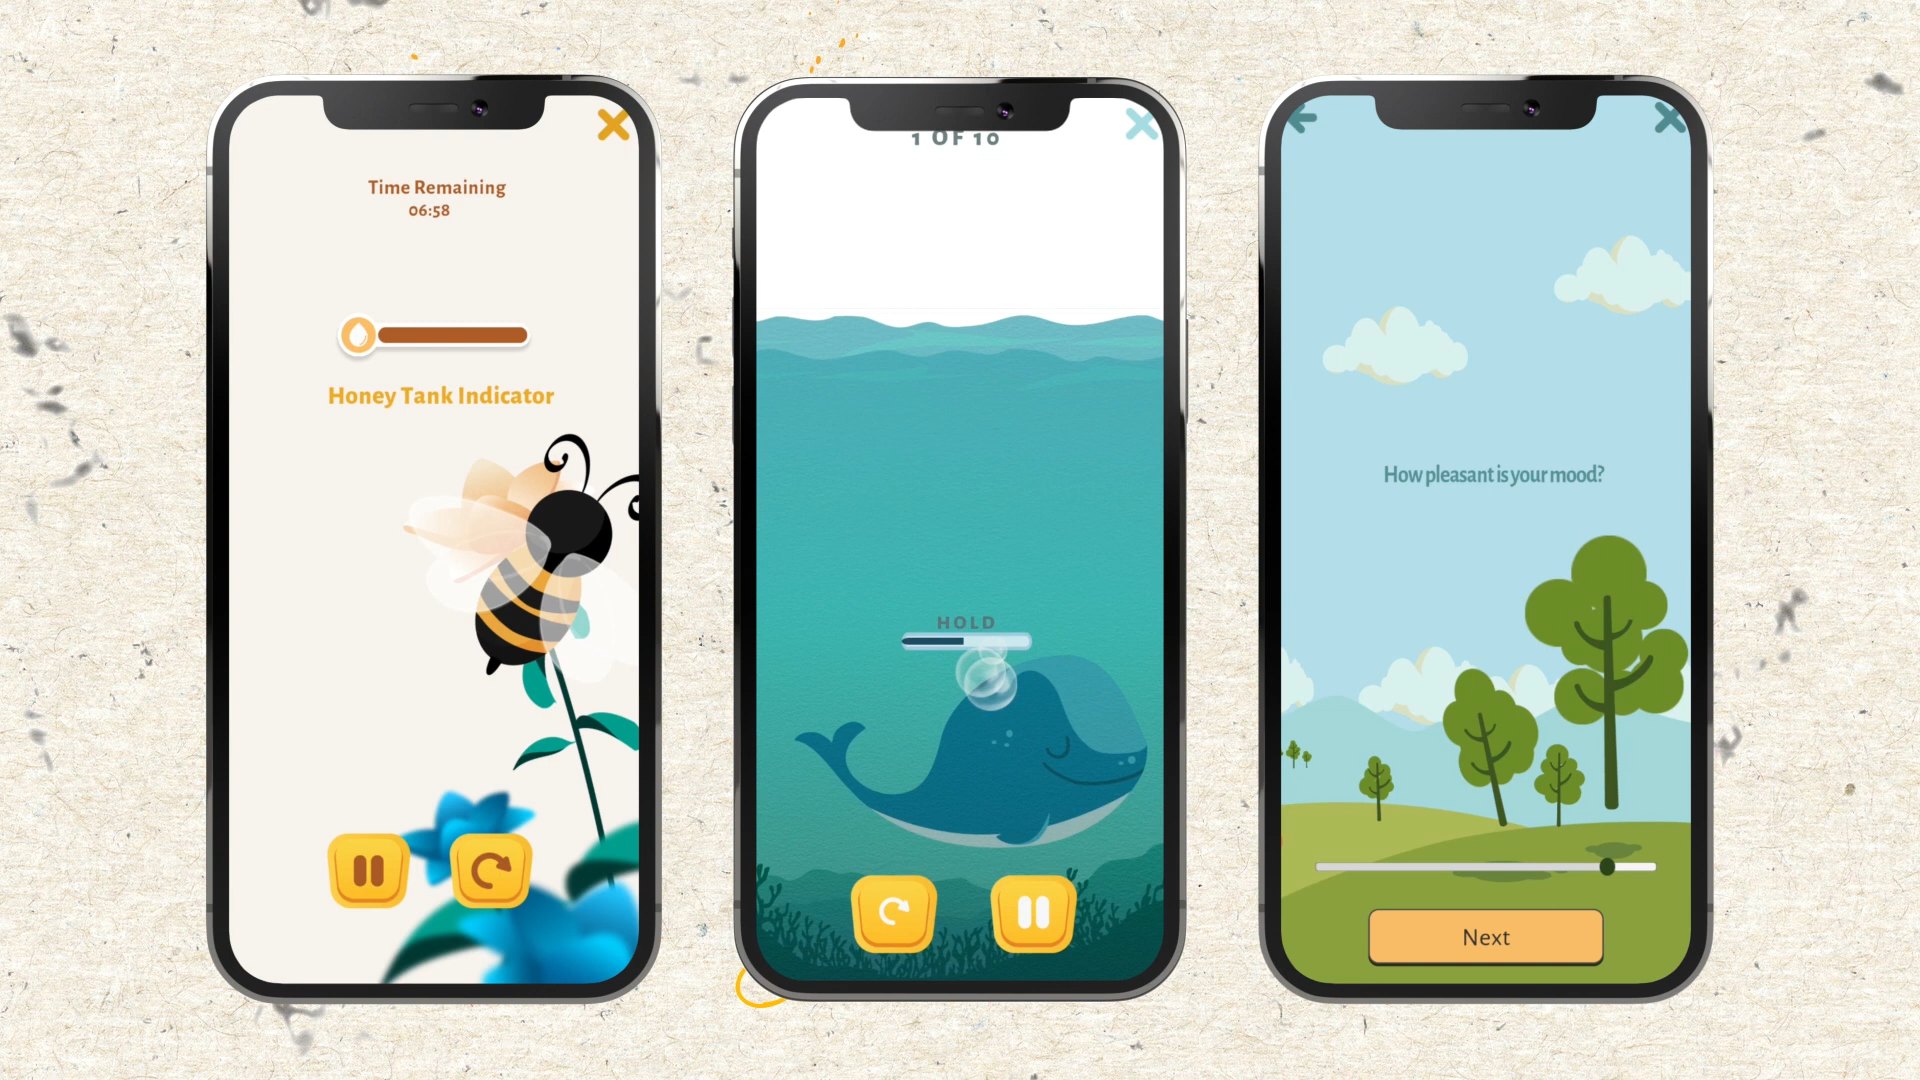 Time Remaining
06:58
Honey Tank Indicator
1 OF 10
HOLD
How pleasant is your mood?
Next